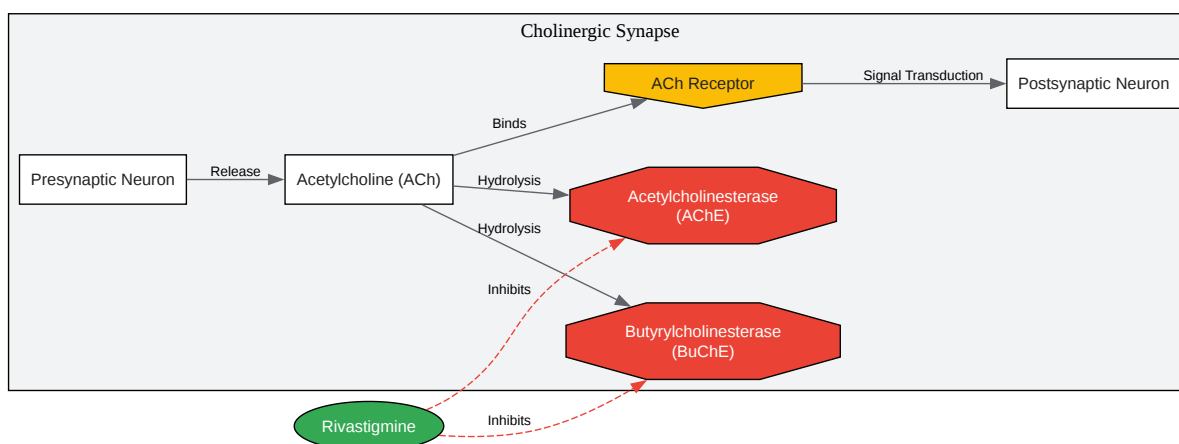 Cholinergic Synapse
ACh Receptor
Signal Transduction
Postsynaptic Neuron
Binds
Presynaptic Neuron
Release
Acetylcholine (ACh)
Hydrolysis
Acetylcholinesterase
(AChE)
Hydrolysis
Inhibits
Butyrylcholinesterase
(BuChE)
Rivastigmine
Inhibits